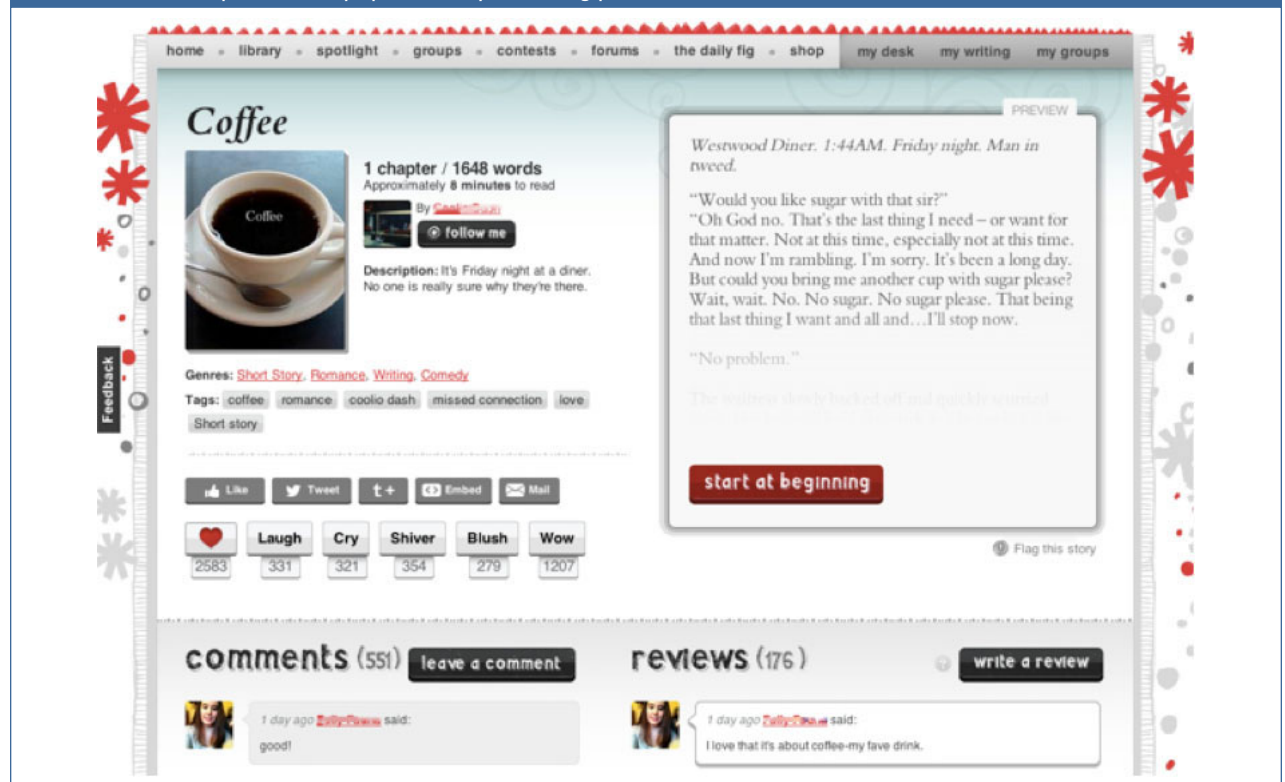 home library spotlight groups contests forums the daily fig shop my desk my writing my groups
Coffee
Coffee
1 chapter / 1648 words
Approximately 8 minutes to read
By
follow me
Description: It's Friday night at a diner.
No one is really sure why they're there.
Genres: Short Story, Romance, Writing, Comedy
Tags: coffee romance coolio dash missed connection love
Short story
Like Tweet t+ Embed Mail
Laugh Cry Shiver Blush Wow
2583 331 321 354 279 1207
PREVIEW
Westwood Diner. 1:44AM. Friday night. Man in
tweed.
“Would you like sugar with that sir?”
“Oh God no. That’s the last thing I need – or want for
that matter. Not at this time, especially not at this time.
And now I’m rambling. I’m sorry. It’s been a long day.
But could you bring me another cup with sugar please?
Wait, wait. No. No sugar. No sugar please. That being
that last thing I want and all and…I’ll stop now.
“No problem.”
The waitress slowly backed off and quickly returned
start at beginning
Flag this story
Feedback
comments (551) leave a comment
1 day ago said:
good!
reviews (176) write a review
1 day ago said:
I love that it's about coffee-my fave drink.